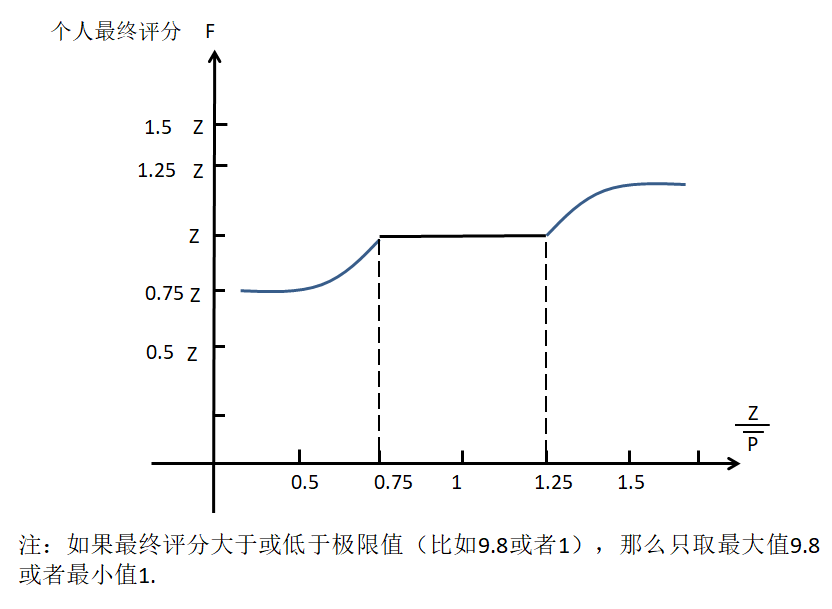 个人最终评分 F
1.5 Z
1.25 Z
Z
0.75 Z
0.5 Z
Z
P
0.5 0.75 1 1.25 1.5
注：如果最终评分大于或低于极限值（比如9.8或者1），那么只取最大值9.8
或者最小值1.